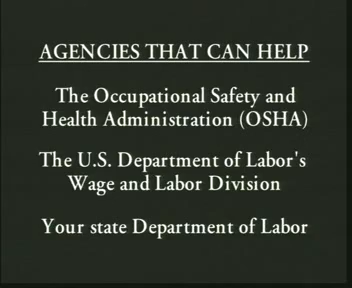 AGENCIES THAT CAN HELP
The Occupational Safety and
Health Administration (OSHA)
The U.S. Department of Labor's
Wage and Labor Division
Your state Department of Labor